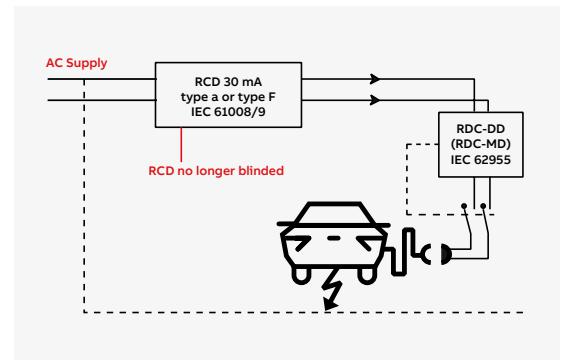 AC Supply
RCD 30 mA
type a or type F
IEC 61008/9
RCD no longer blinded
RDC-DD
(RDC-MD)
IEC 62955